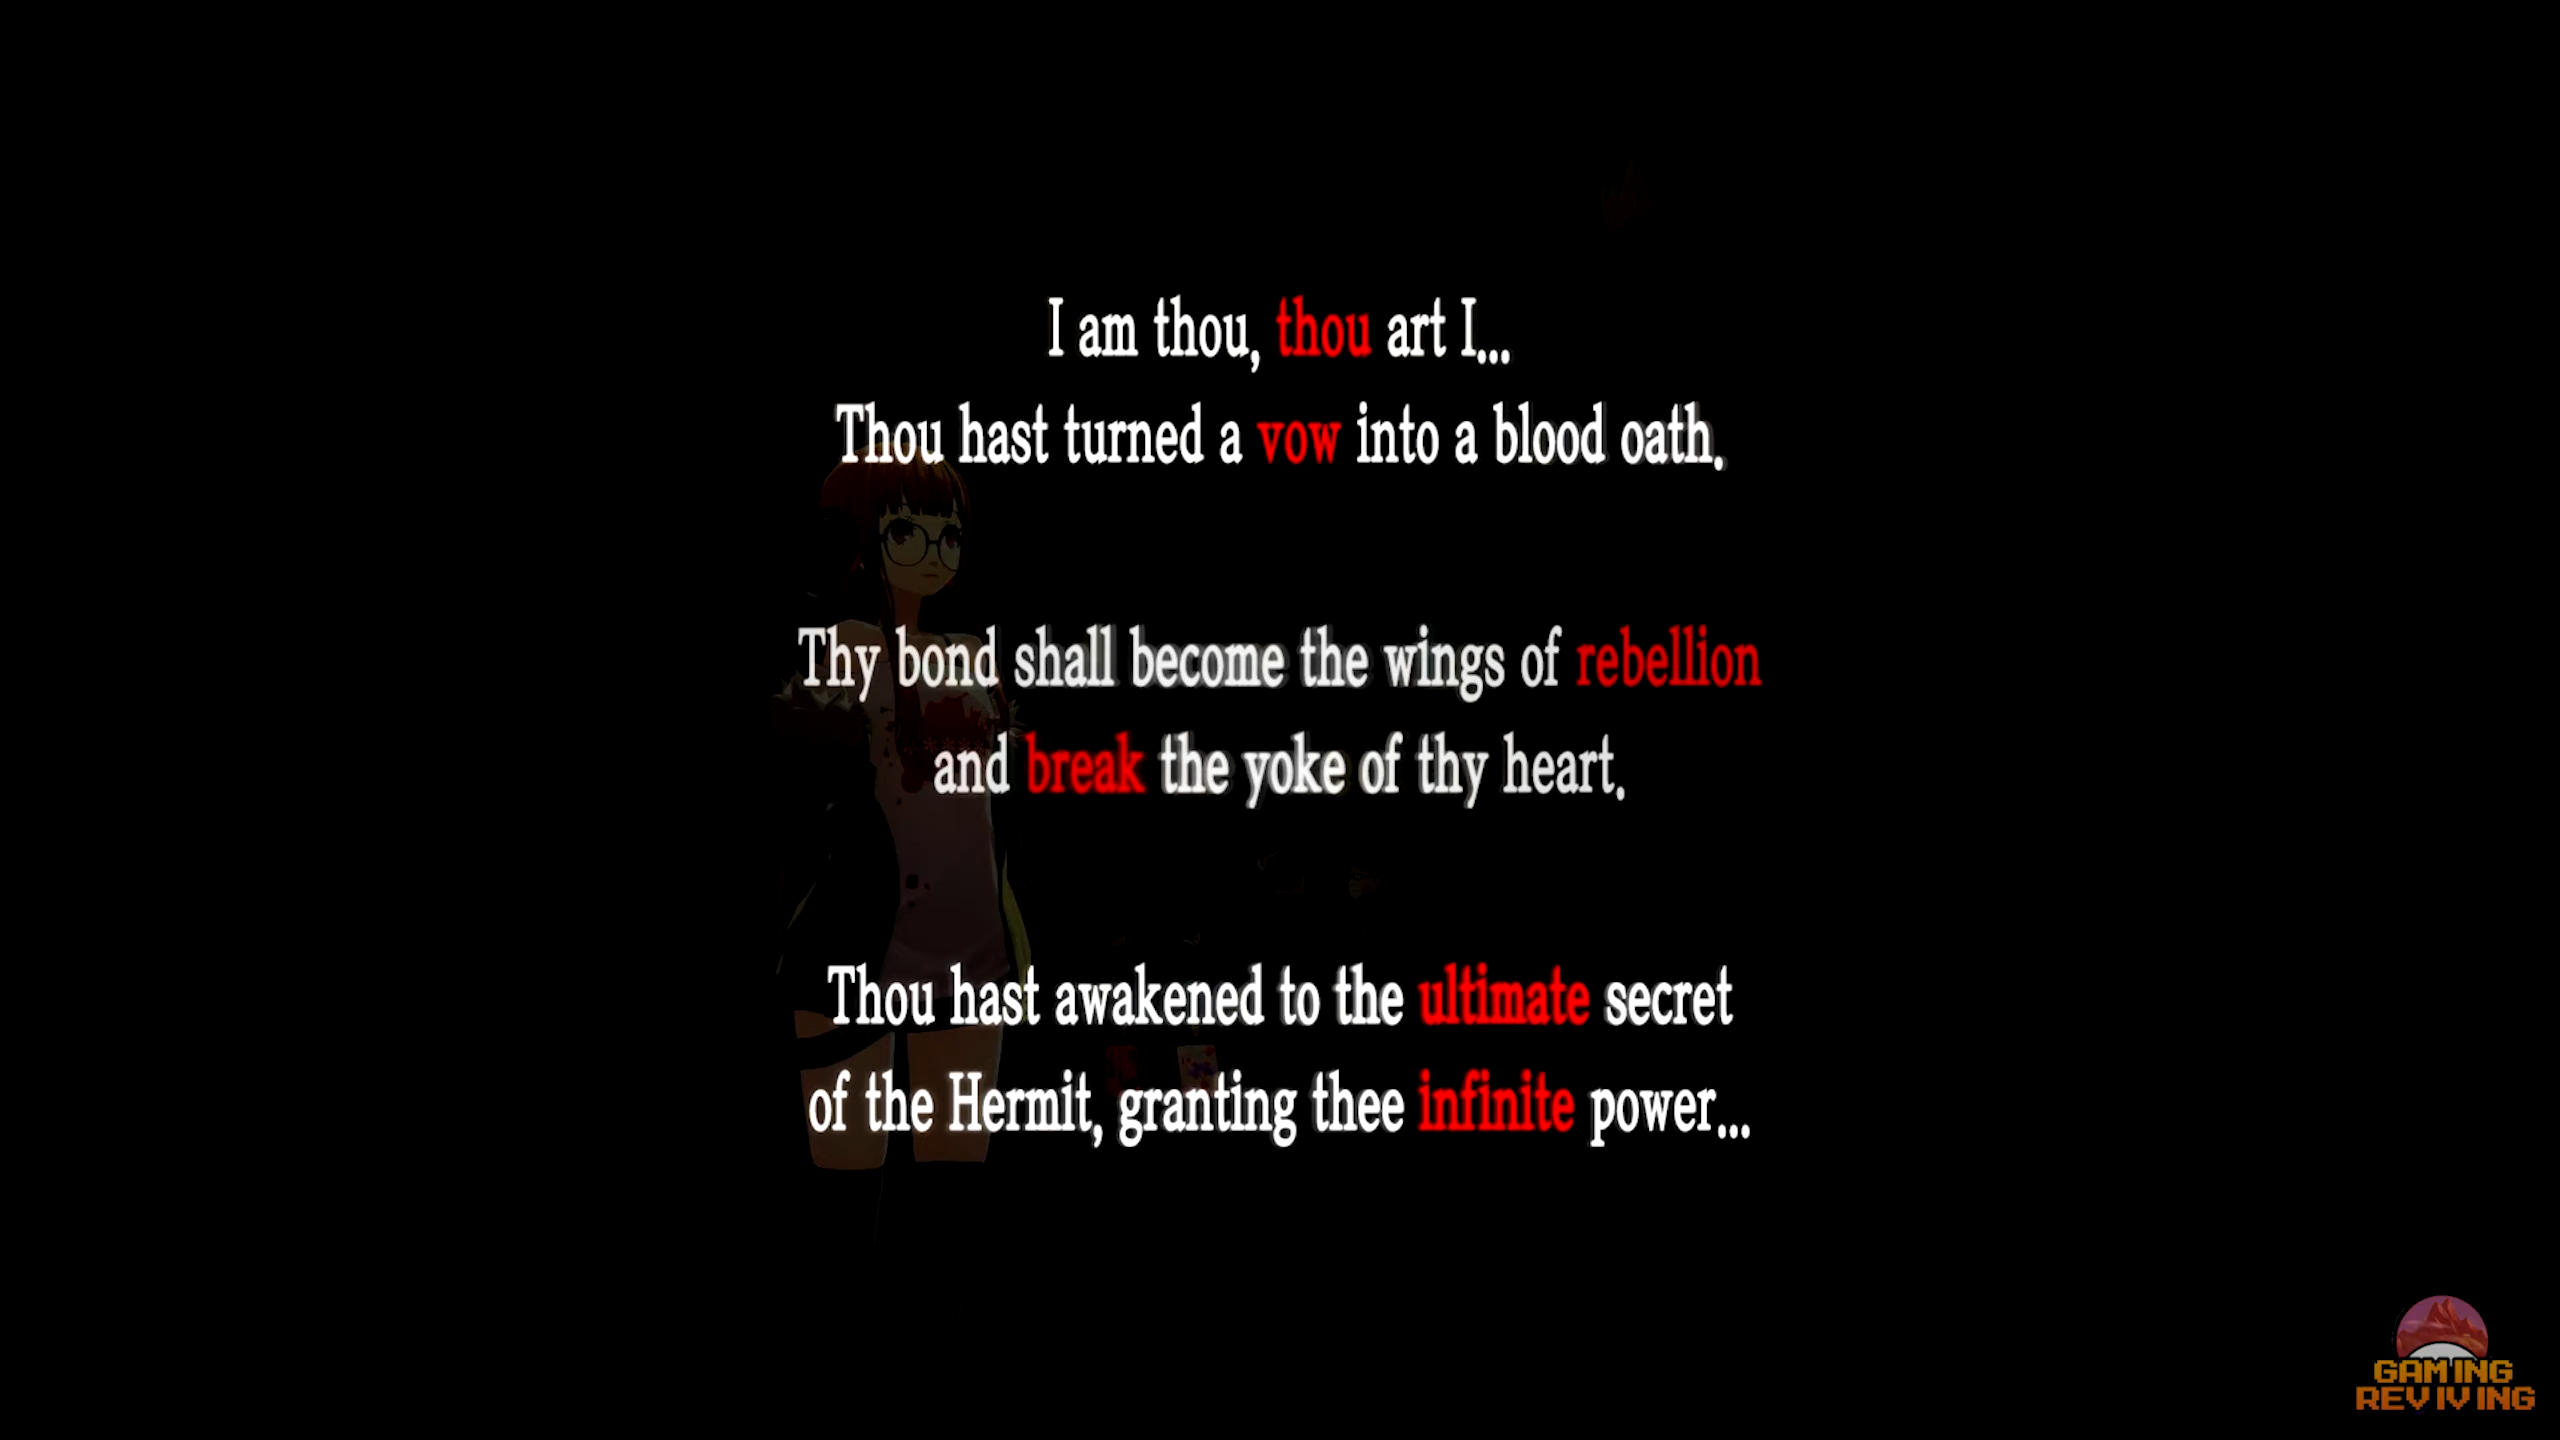 I am thou, thou art I...
Thou hast turned a vow into a blood oath.
Thy bond shall become the wings of rebellion
and break the yoke of thy heart.
Thou hast awakened to the ultimate secret
of the Hermit, granting thee infinite power...
GAMING
REVIVING